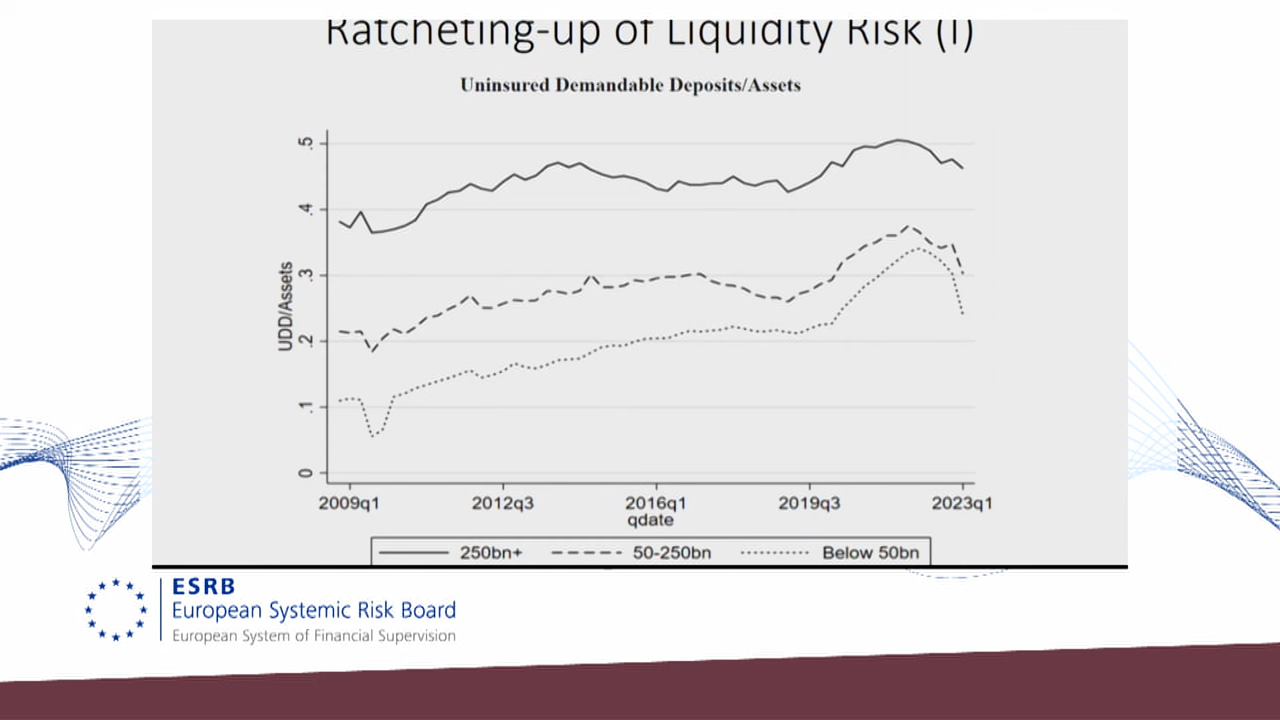 Ratcheting-up of Liquidity Risk (I)
Uninsured Demandable Deposits/Assets
UDD/Assets
.5
.4
.3
.2
.1
0
2009q1 2012q3 2016q1 2019q3 2023q1
qdate
250bn+ 50-250bn Below 50bn
ESRB
European Systemic Risk Board
European System of Financial Supervision